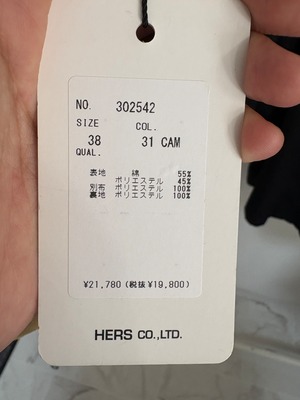 NO. 302542
SIZE COL.
38 31 CAM
QUAL.
表地 綿 55%
ポリエステル 45%
別布 ポリエステル 100%
裏地 ポリエステル 100%
¥21,780 (税抜¥19,800)
HERS CO.,LTD.